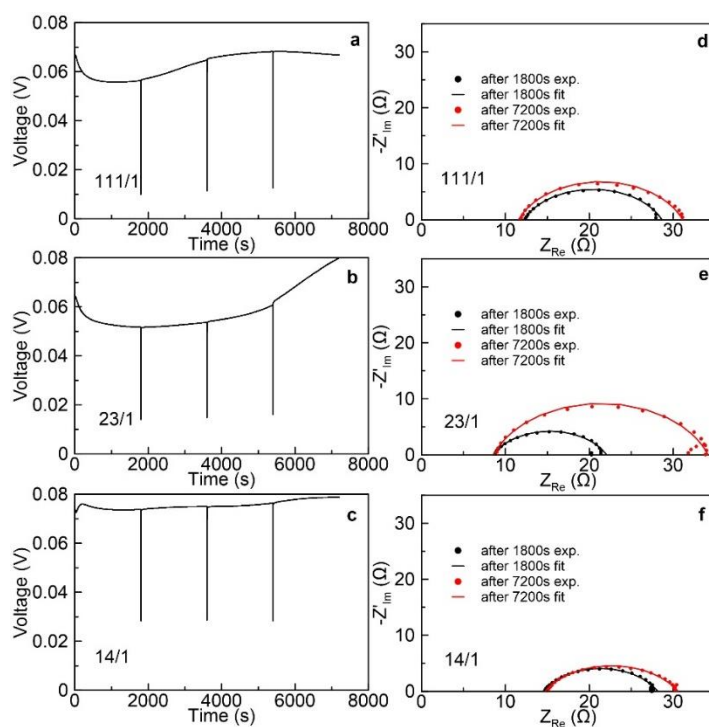 a
0.08
0.06
0.04
0.02
0
Voltage (V)
111/1
0 2000 4000 6000 8000
Time (s)
d
30
20
10
0
-Z'Im (Ω)
after 1800s exp.
after 1800s fit
after 7200s exp.
after 7200s fit
111/1
0 10 20 30
ZRe (Ω)
b
0.08
0.06
0.04
0.02
0
Voltage (V)
23/1
0 2000 4000 6000 8000
Time (s)
e
30
20
10
0
-Z'Im (Ω)
after 1800s exp.
after 1800s fit
after 7200s exp.
after 7200s fit
23/1
0 10 20 30
ZRe (Ω)
c
0.08
0.06
0.04
0.02
0
Voltage (V)
14/1
0 2000 4000 6000 8000
Time (s)
f
30
20
10
0
-Z'Im (Ω)
after 1800s exp.
after 1800s fit
after 7200s exp.
after 7200s fit
14/1
0 10 20 30
ZRe (Ω)